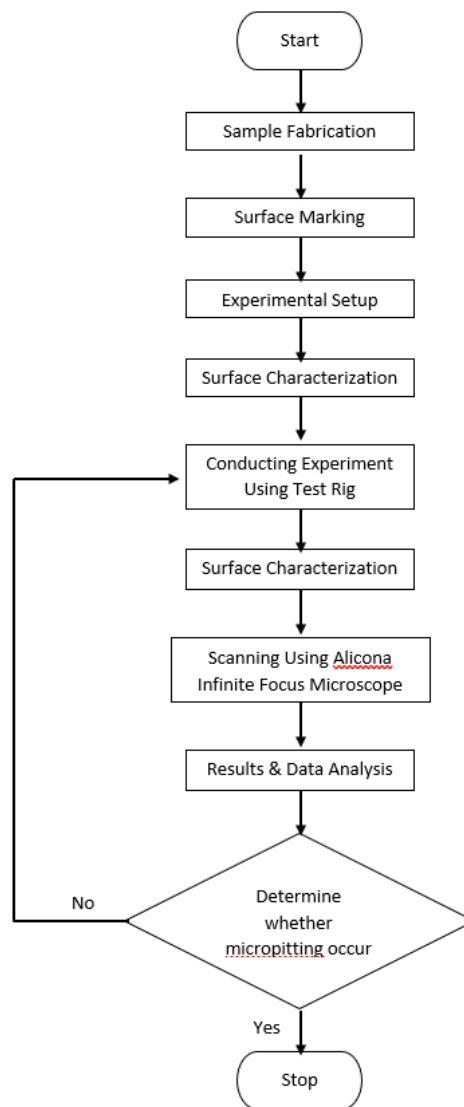 Start
Sample Fabrication
Surface Marking
Experimental Setup
Surface Characterization
Conducting Experiment
Using Test Rig
Surface Characterization
Scanning Using Alicona
Infinite Focus Microscope
Results & Data Analysis
Determine
whether
micropitting occur
No
Yes
Stop